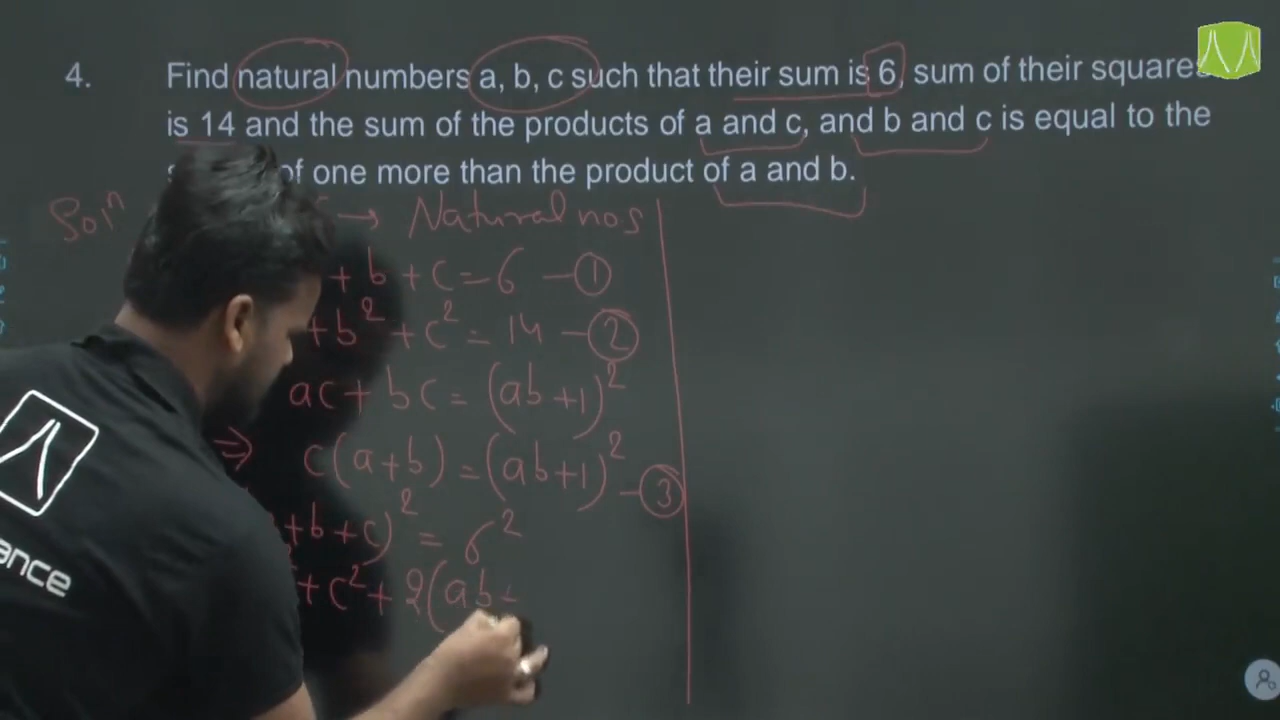 4. Find natural numbers a, b, c such that their sum is 6, sum of their squares
is 14 and the sum of the products of a and c, and b and c is equal to the
of one more than the product of a and b.
Solⁿ → Natural nos
+ b + c = 6 — ①
+ b² + c² = 14 — ②
ac + bc = (ab + 1)²
⇒ c(a + b) = (ab + 1)² — ③
+ b + c)² = 6²
+ c² + 2(ab +
ance